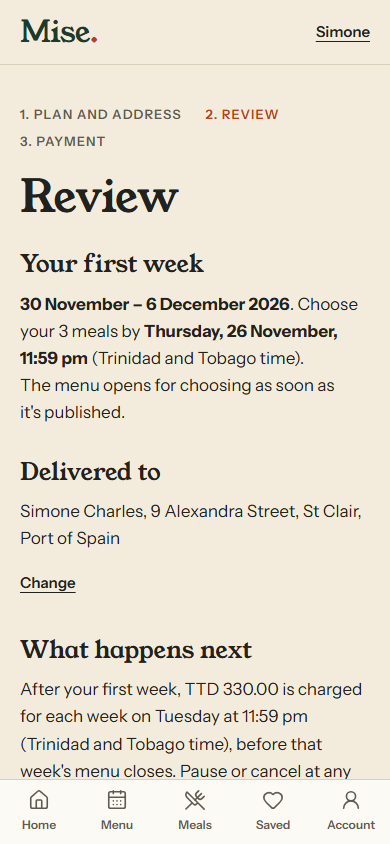 Mise.
Simone
1. PLAN AND ADDRESS 2. REVIEW
3. PAYMENT
Review
Your first week
30 November – 6 December 2026. Choose
your 3 meals by Thursday, 26 November,
11:59 pm (Trinidad and Tobago time).
The menu opens for choosing as soon as
it's published.
Delivered to
Simone Charles, 9 Alexandra Street, St Clair,
Port of Spain
Change
What happens next
After your first week, TTD 330.00 is charged
for each week on Tuesday at 11:59 pm
(Trinidad and Tobago time), before that
week's menu closes. Pause or cancel at any
Home Menu Meals Saved Account